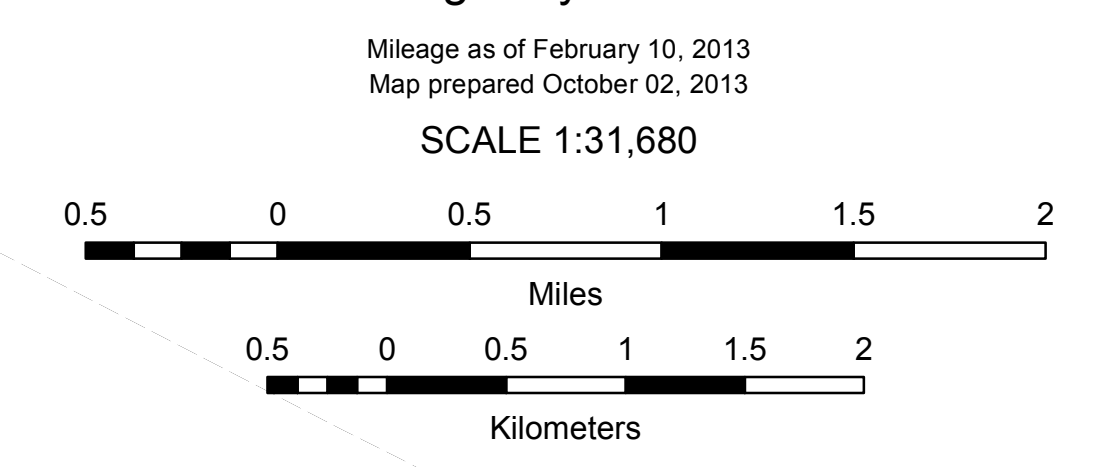 Mileage as of February 10, 2013
Map prepared October 02, 2013
SCALE 1:31,680
0.5 0 0.5 1 1.5 2
Miles
0.5 0 0.5 1 1.5 2
Kilometers